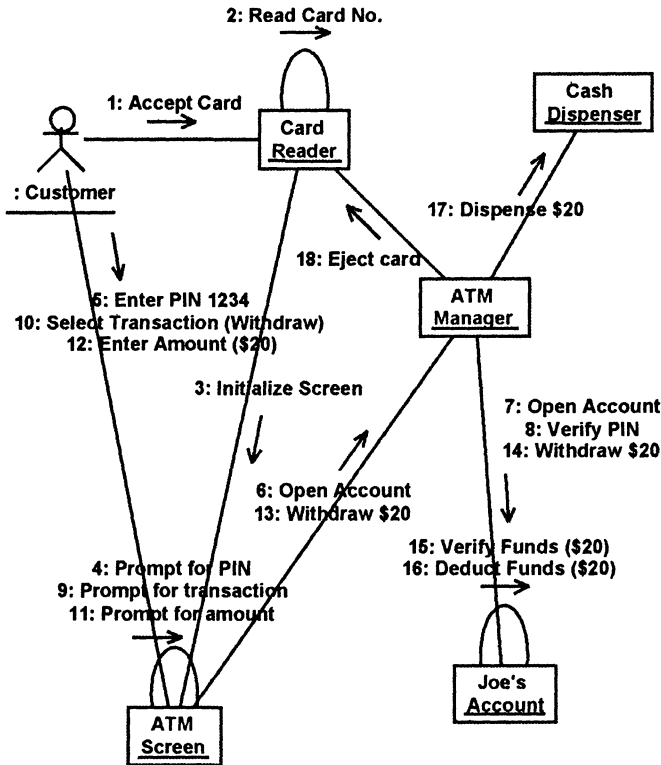 2: Read Card No.
1: Accept Card
Card
Reader
Cash
Dispenser
: Customer
17: Dispense $20
18: Eject card
ATM
Manager
5: Enter PIN 1234
10: Select Transaction (Withdraw)
12: Enter Amount ($20)
3: Initialize Screen
7: Open Account
8: Verify PIN
14: Withdraw $20
6: Open Account
13: Withdraw $20
15: Verify Funds ($20)
16: Deduct Funds ($20)
4: Prompt for PIN
9: Prompt for transaction
11: Prompt for amount
Joe's
Account
ATM
Screen